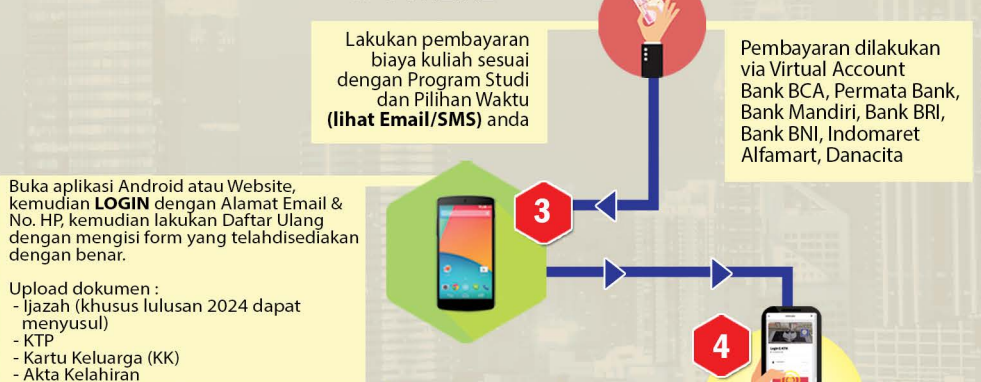 Lakukan pembayaran
biaya kuliah sesuai
dengan Program Studi
dan Pilihan Waktu
(lihat Email/SMS) anda
Pembayaran dilakukan
via Virtual Account
Bank BCA, Permata Bank,
Bank Mandiri, Bank BRI,
Bank BNI, Indomaret
Alfamart, Danacita
Buka aplikasi Android atau Website,
kemudian LOGIN dengan Alamat Email &
No. HP, kemudian lakukan Daftar Ulang
dengan mengisi form yang telahdisediakan
dengan benar.
Upload dokumen :
- Ijazah (khusus lulusan 2024 dapat
menyusul)
- KTP
- Kartu Keluarga (KK)
- Akta Kelahiran
3
4